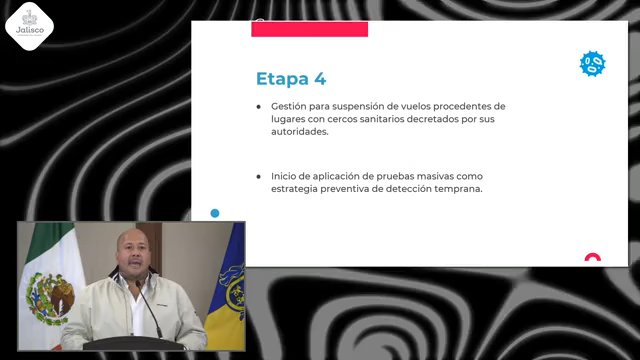 Jalisco
Etapa 4
● Gestión para suspensión de vuelos procedentes de
lugares con cercos sanitarios decretados por sus
autoridades.
● Inicio de aplicación de pruebas masivas como
estrategia preventiva de detección temprana.